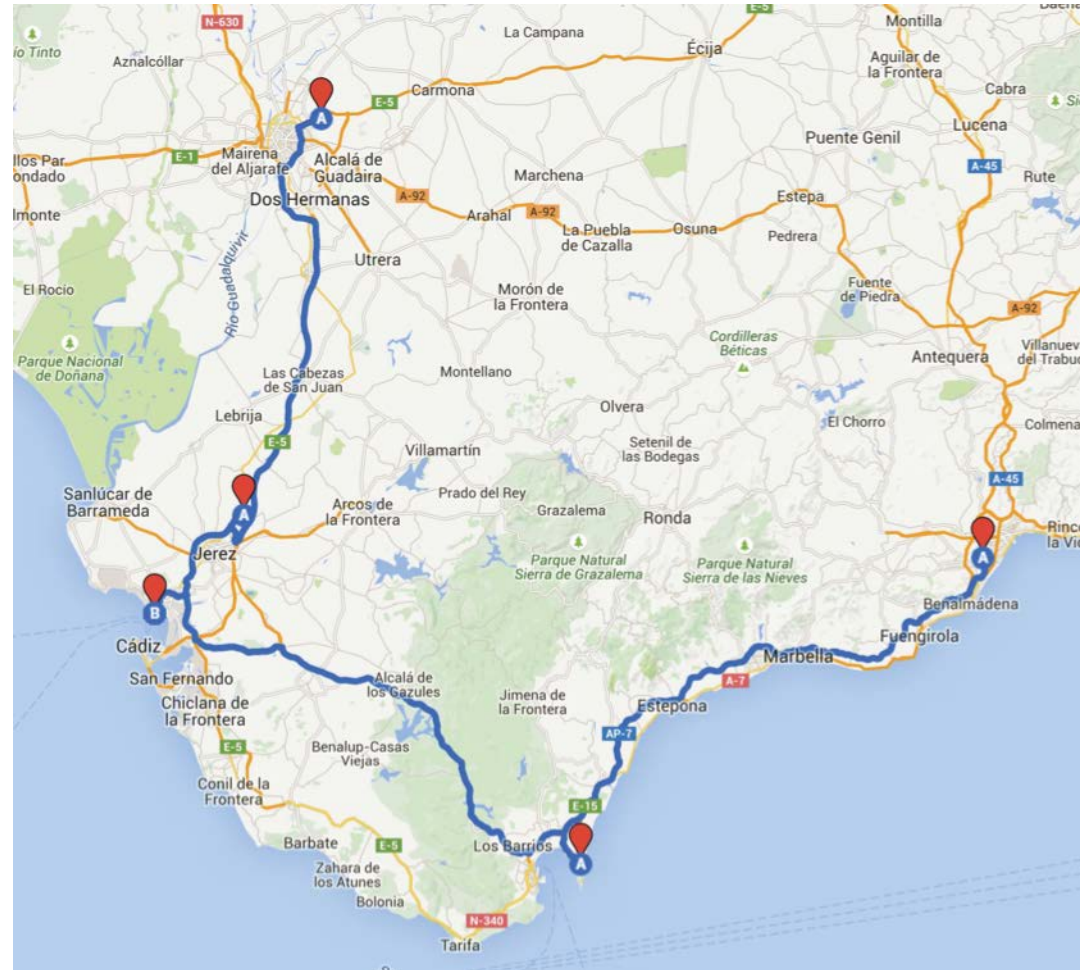 N-630
E-5
Montilla
La Campana
Écija
Aznalcóllar
Aguilar de
la Frontera
Cabra
Carmona
E-5
A
Lucena
Puente Genil
E-1
Mairena
del Aljarafe
Alcalá de
Guadaira
Marchena
A-45
Rute
Dos Hermanas
A-92
Estepa
Arahal
A-92
La Puebla
de Cazalla
Osuna
Pedrera
Utrera
Río Guadalquivir
El Rocío
Morón de
la Frontera
Fuente
de Piedra
A-92
Cordilleras
Béticas
Parque Nacional
de Doñana
Antequera
Las Cabezas
de San Juan
Montellano
Lebrija
Olvera
El Chorro
E-5
Setenil de
las Bodegas
Villamartín
A-45
Sanlúcar de
Barrameda
A
Arcos de
la Frontera
Prado del Rey
Grazalema
Ronda
Jerez
Parque Natural
Sierra de Grazalema
Parque Natural
Sierra de las Nieves
A
B
Benalmádena
Cádiz
Fuengirola
Marbella
San Fernando
Alcalá de
los Gazules
A-7
Chiclana de
la Frontera
Jimena de
la Frontera
Estepona
AP-7
E-5
Benalup-Casas
Viejas
Conil de la
Frontera
E-15
Barbate
E-5
Los Barrios
A
Zahara de
los Atunes
Bolonia
N-340
Tarifa